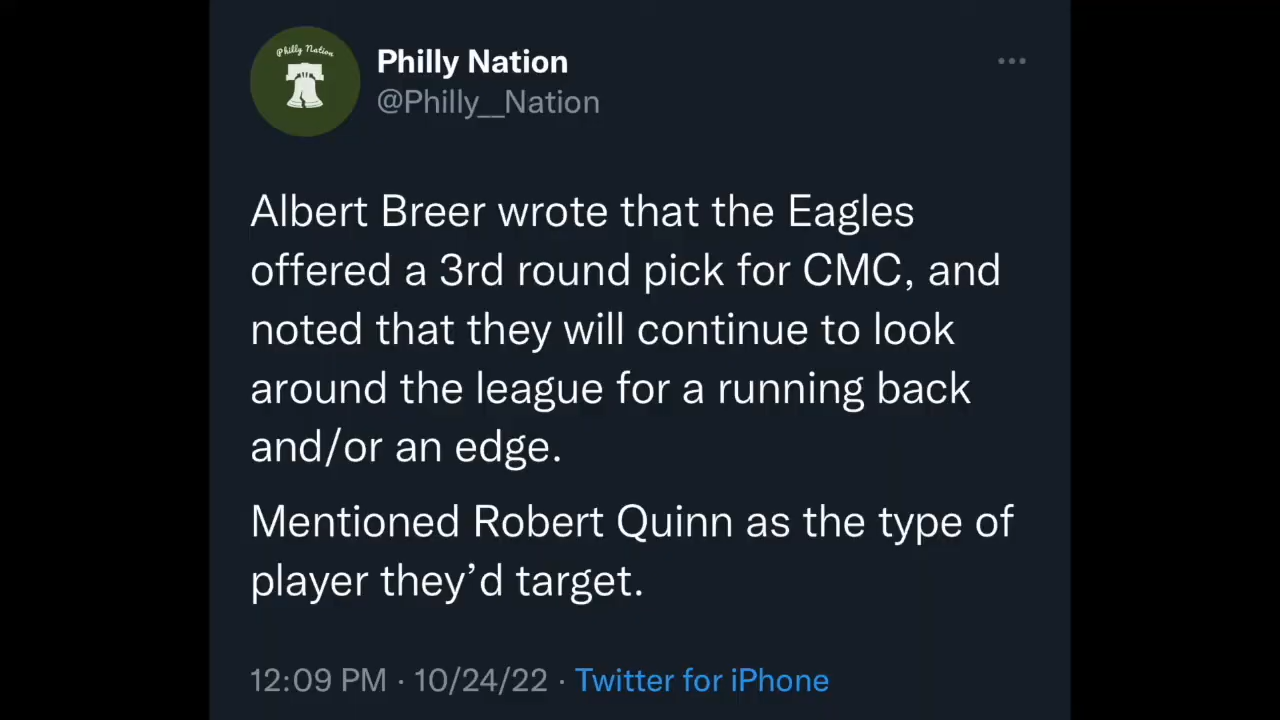 Philly Nation
Philly Nation
@Philly__Nation
Albert Breer wrote that the Eagles
offered a 3rd round pick for CMC, and
noted that they will continue to look
around the league for a running back
and/or an edge.
Mentioned Robert Quinn as the type of
player they’d target.
12:09 PM · 10/24/22 · Twitter for iPhone